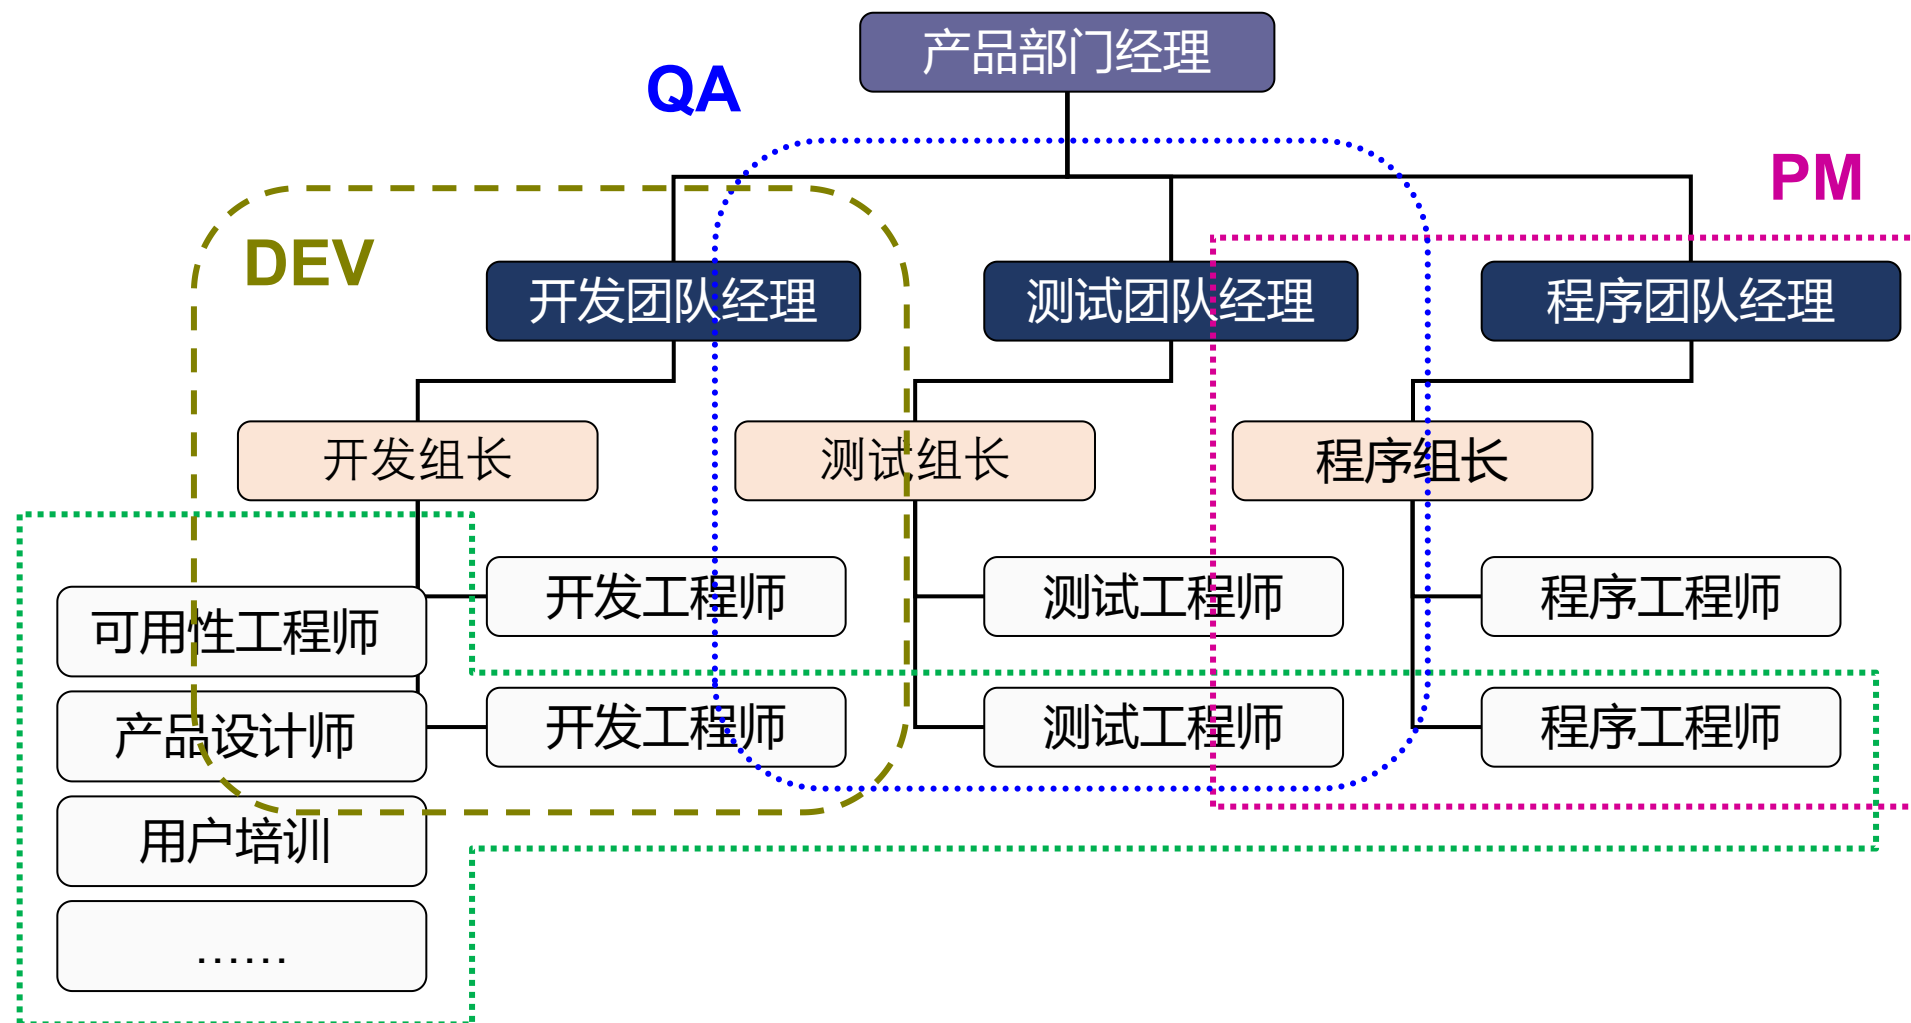 产品部门经理
QA
PM
DEV
开发团队经理
测试团队经理
程序团队经理
开发组长
测试组长
程序组长
开发工程师
测试工程师
程序工程师
可用性工程师
开发工程师
测试工程师
程序工程师
产品设计师
用户培训
……